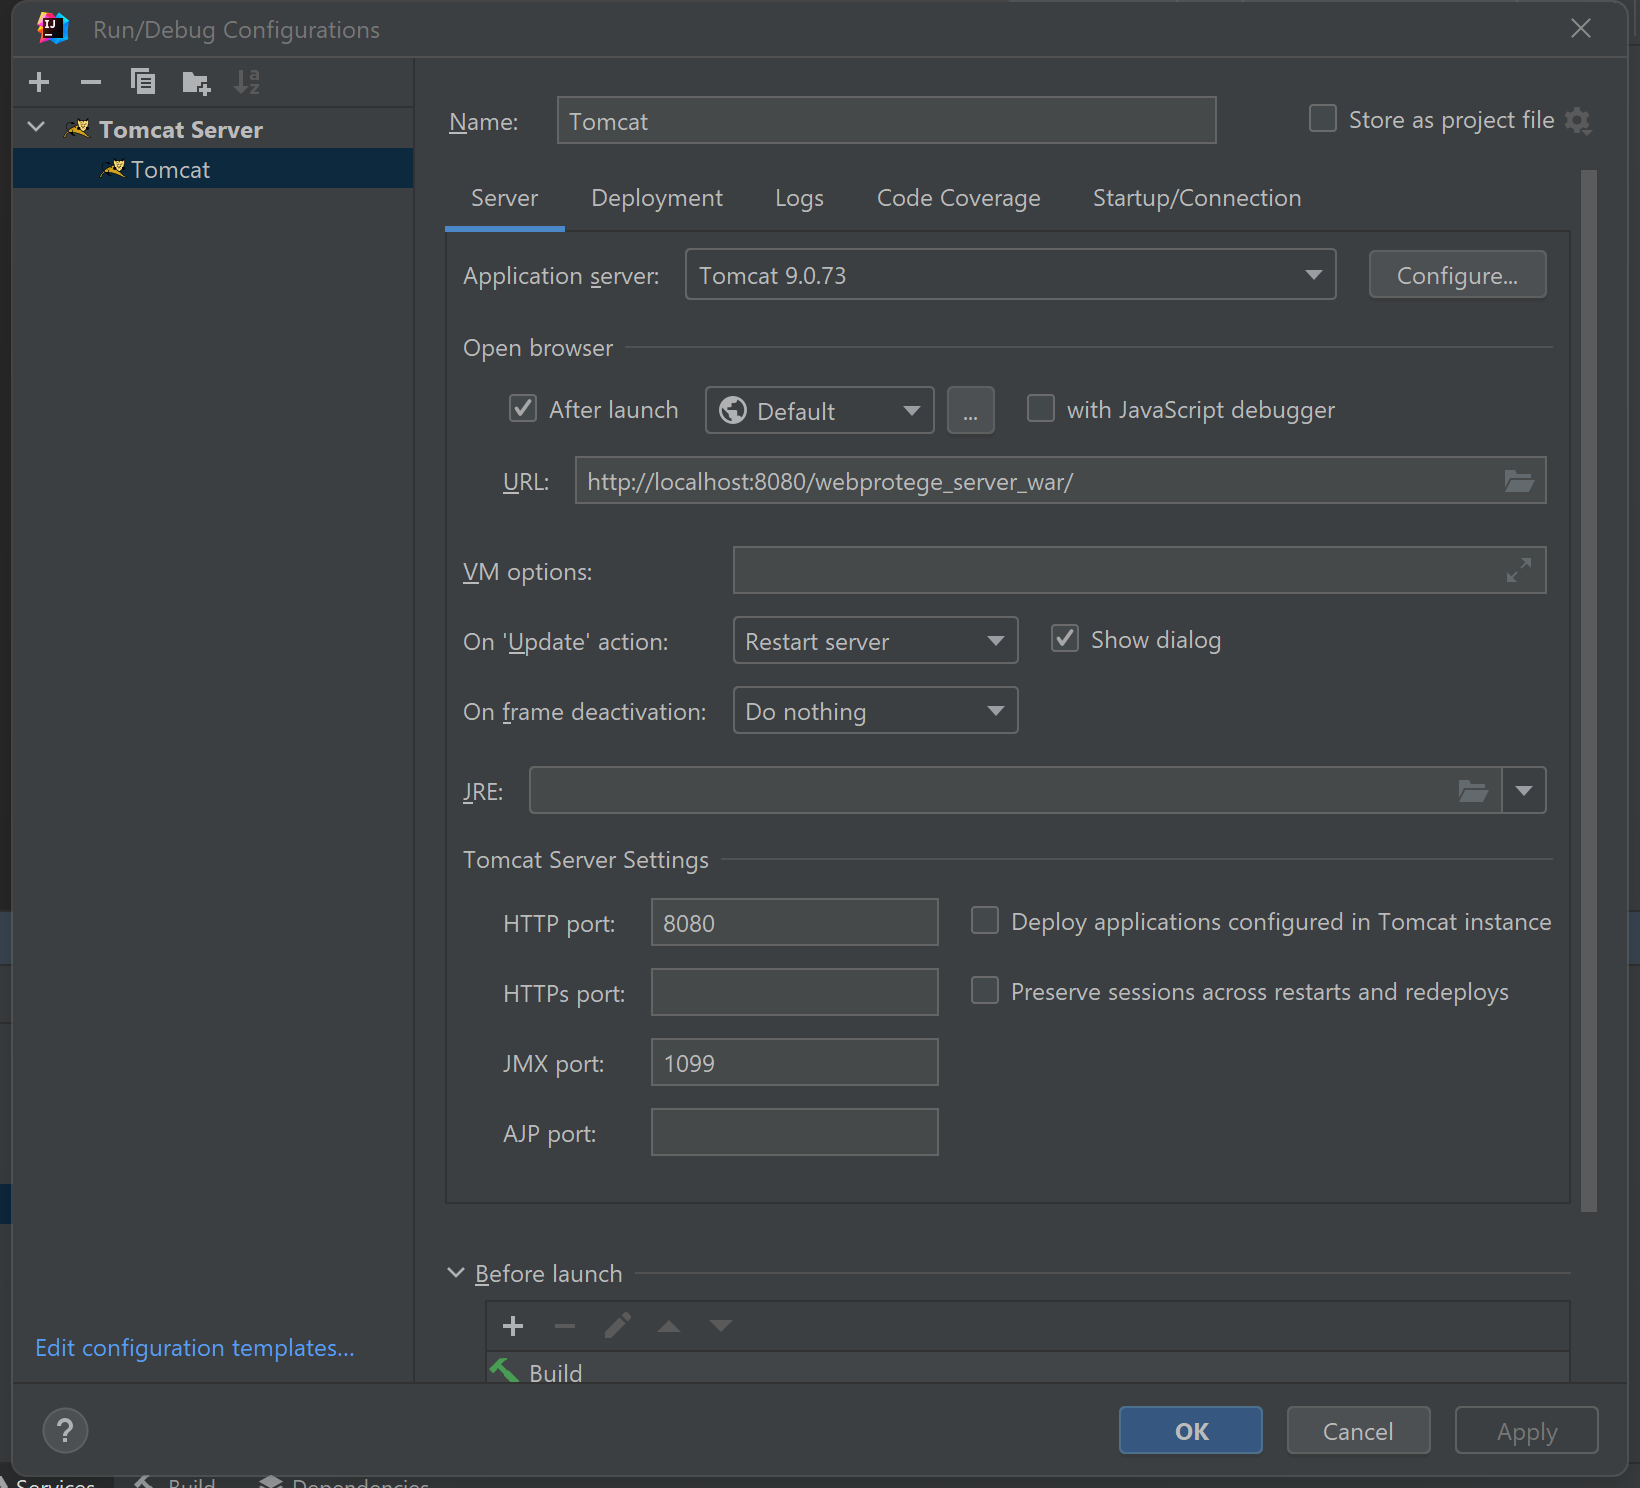 Run/Debug Configurations
Tomcat Server
Tomcat
Edit configuration templates...
Name: Tomcat
Store as project file
Server Deployment Logs Code Coverage Startup/Connection
Application server: Tomcat 9.0.73 Configure...
Open browser
After launch Default ... with JavaScript debugger
URL: http://localhost:8080/webprotege_server_war/
VM options:
On 'Update' action: Restart server Show dialog
On frame deactivation: Do nothing
JRE:
Tomcat Server Settings
HTTP port: 8080 Deploy applications configured in Tomcat instance
HTTPs port: Preserve sessions across restarts and redeploys
JMX port: 1099
AJP port:
Before launch
Build
? OK Cancel Apply
Services Build Dependencies